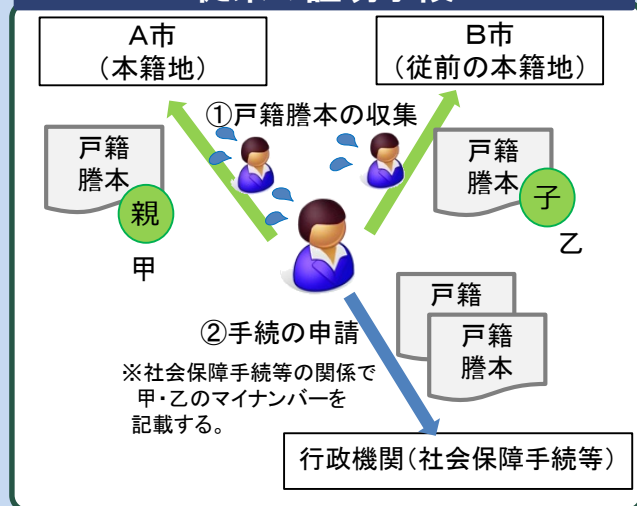 A市
(本籍地)
B市
(従前の本籍地)
①戸籍謄本の収集
戸籍
謄本
親
甲
戸籍
謄本
子
乙
②手続の申請
※社会保障手続等の関係で
甲・乙のマイナンバーを
記載する。
戸籍
戸籍
謄本
行政機関(社会保障手続等)